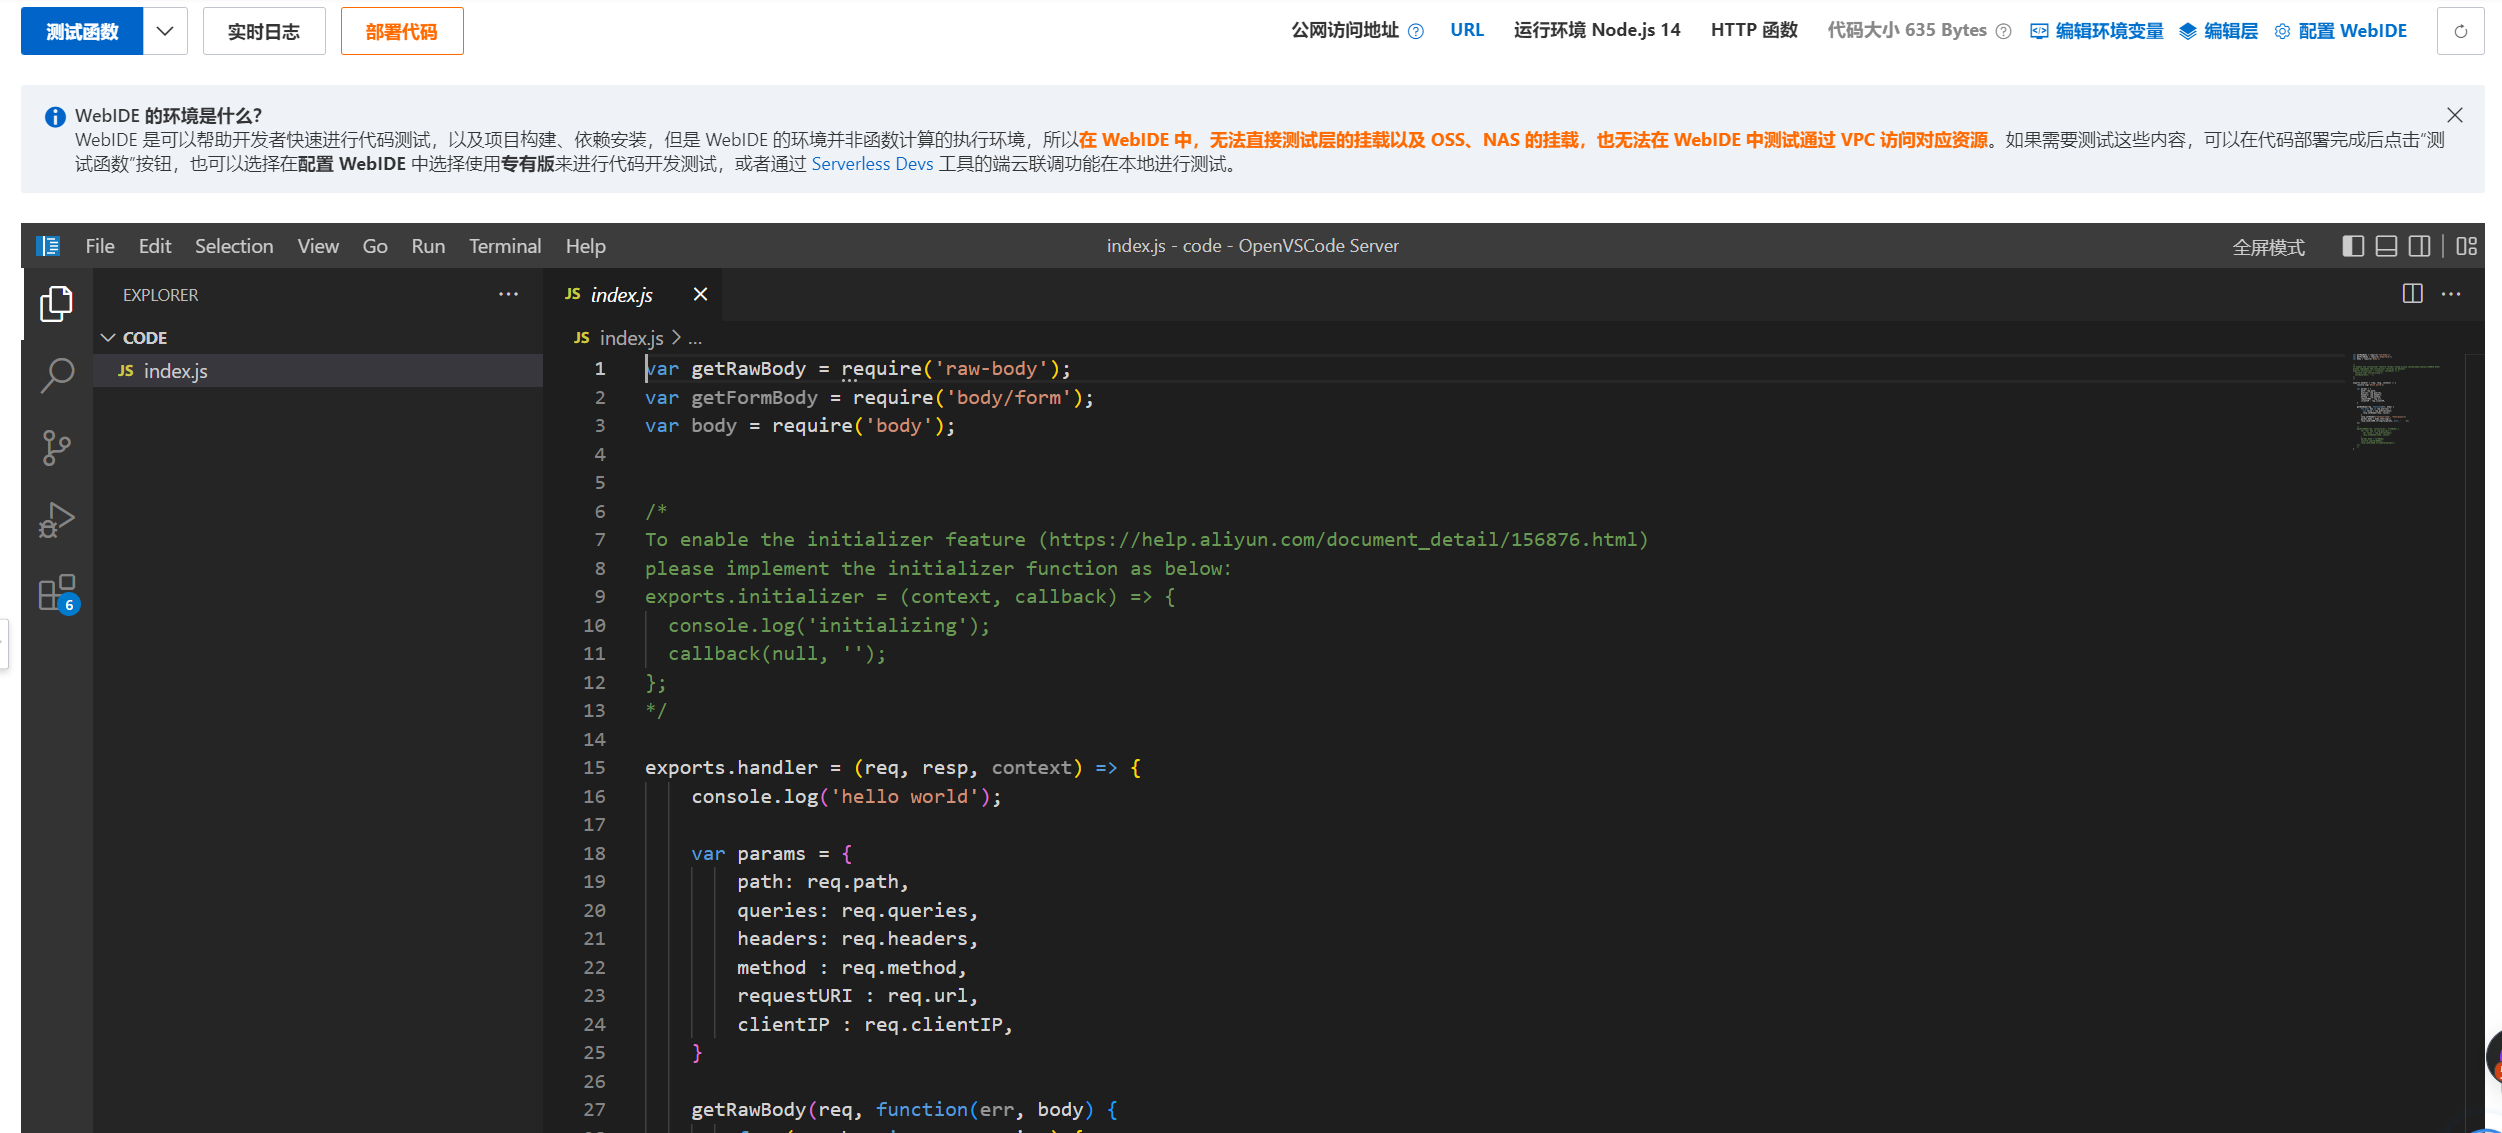 测试函数 实时日志 部署代码 公网访问地址 URL 运行环境 Node.js 14 HTTP 函数 代码大小 635 Bytes 编辑环境变量 编辑层 配置 WebIDE
WebIDE 的环境是什么？
WebIDE 是可以帮助开发者快速进行代码测试，以及项目构建、依赖安装，但是 WebIDE 的环境并非函数计算的执行环境，所以在 WebIDE 中，无法直接测试层的挂载以及 OSS、NAS 的挂载，也无法在 WebIDE 中测试通过 VPC 访问对应资源。如果需要测试这些内容，可以在代码部署完成后点击“测
试函数”按钮，也可以选择在配置 WebIDE 中选择使用专有版来进行代码开发测试，或者通过 Serverless Devs 工具的端云联调功能在本地进行测试。
File Edit Selection View Go Run Terminal Help index.js - code - OpenVSCode Server 全屏模式
EXPLORER
CODE
JS index.js
6
JS index.js
JS index.js > ...
1 var getRawBody = require('raw-body');
2 var getFormBody = require('body/form');
3 var body = require('body');
4
5
6 /*
7 To enable the initializer feature (https://help.aliyun.com/document_detail/156876.html)
8 please implement the initializer function as below:
9 exports.initializer = (context, callback) => {
10 console.log('initializing');
11 callback(null, '');
12 };
13 */
14
15 exports.handler = (req, resp, context) => {
16 console.log('hello world');
17
18 var params = {
19 path: req.path,
20 queries: req.queries,
21 headers: req.headers,
22 method : req.method,
23 requestURI : req.url,
24 clientIP : req.clientIP,
25 }
26
27 getRawBody(req, function(err, body) {